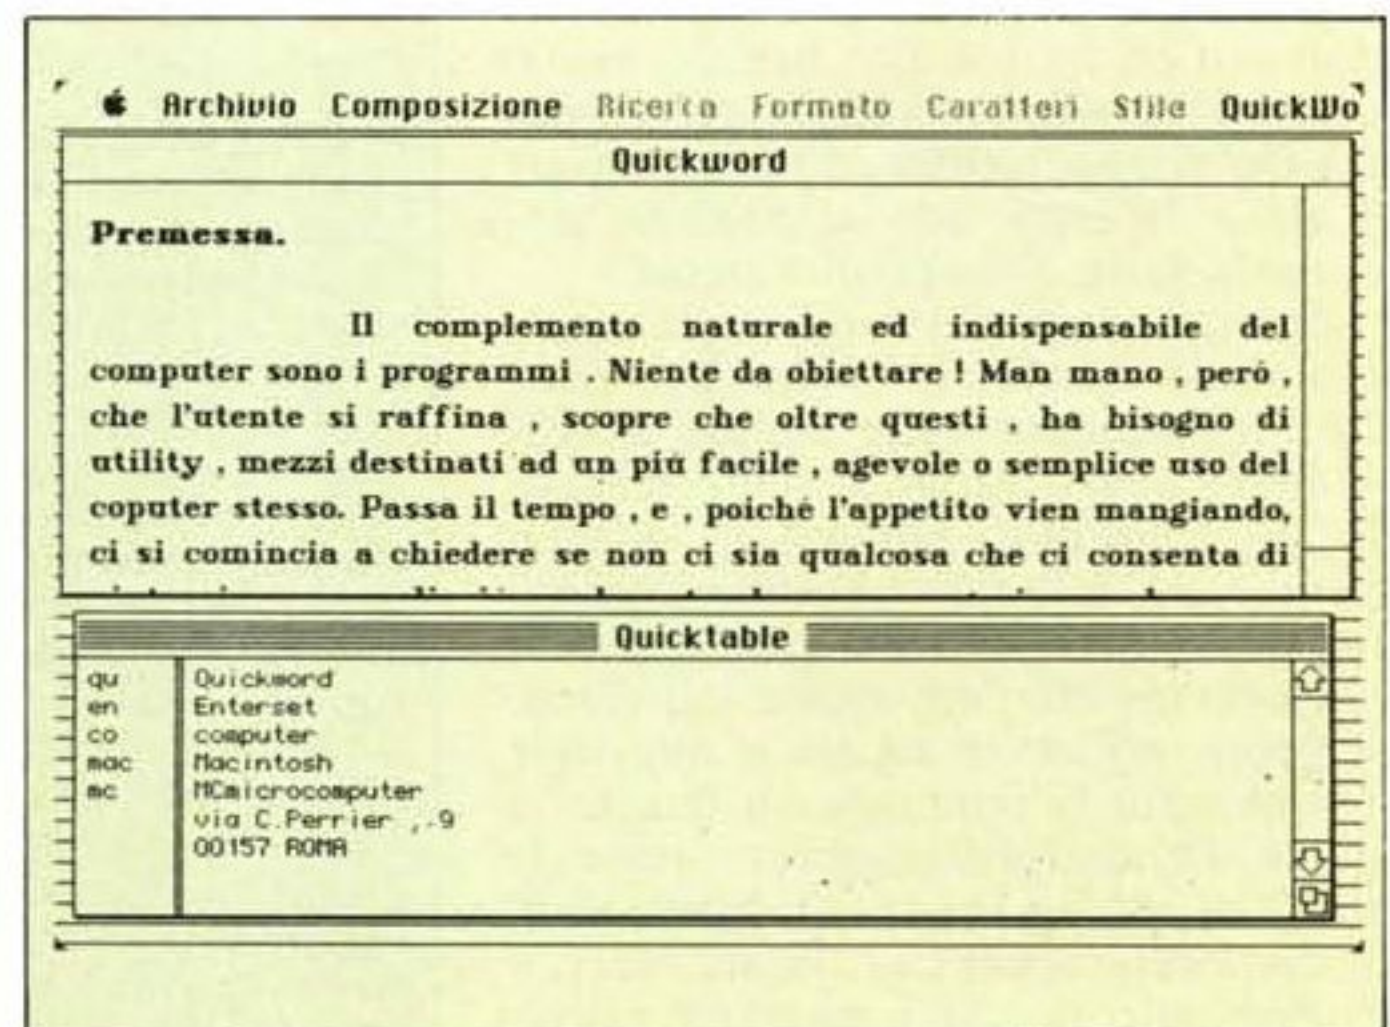 Archivio Composizione Ricerca Formato Caratteri Stile QuickWo
Quickword
Premessa.
Il complemento naturale ed indispensabile del
computer sono i programmi . Niente da obiettare ! Man mano , però ,
che l'utente si raffina , scopre che oltre questi , ha bisogno di
utility , mezzi destinati ad un più facile , agevole o semplice uso del
coputer stesso. Passa il tempo , e , poiché l'appetito vien mangiando,
ci si comincia a chiedere se non ci sia qualcosa che ci consenta di
Quicktable
qu Quickword
en Enterset
co computer
mac Macintosh
mc MCmicrocomputer
via C.Perrier , 9
00157 ROMA